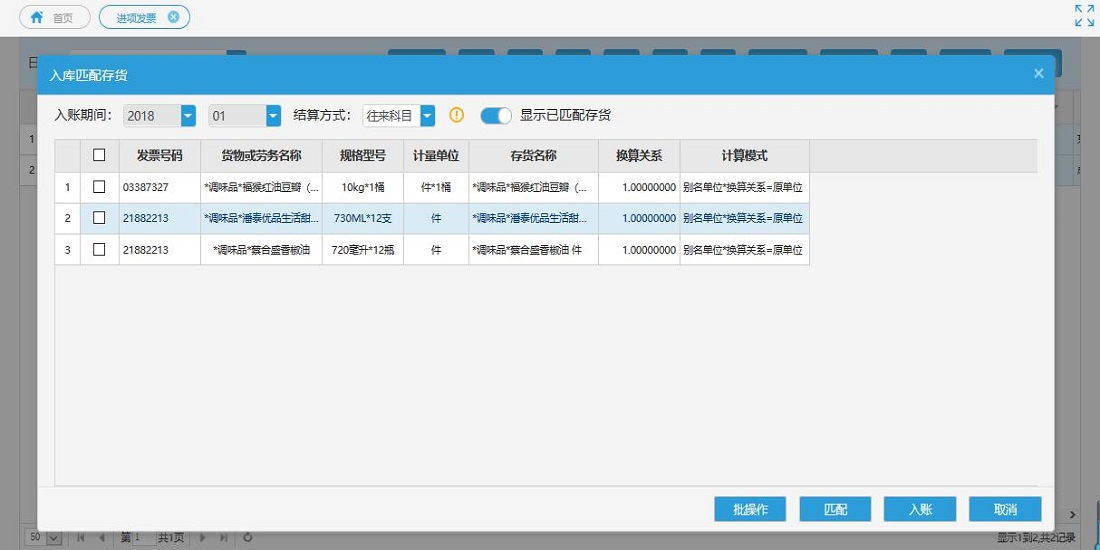 首页 进项发票
日
入库匹配存货
入账期间： 2018 01 结算方式： 往来科目 显示已匹配存货
发票号码 货物或劳务名称 规格型号 计量单位 存货名称 换算关系 计算模式
1 03387327 *调味品*福猴红油豆瓣（... 10kg*1桶 件*1桶 *调味品*福猴红油豆瓣（... 1.00000000 别名单位*换算关系=原单位
2 21882213 *调味品*潘泰优品生活甜... 730ML*12支 件 *调味品*潘泰优品生活甜... 1.00000000 别名单位*换算关系=原单位
3 21882213 *调味品*蔡合盛香椒油 720毫升*12瓶 件 *调味品*蔡合盛香椒油 件 1.00000000 别名单位*换算关系=原单位
1
2
批操作 匹配 入账 取消
50 第 1 共1页 显示1到2,共2记录